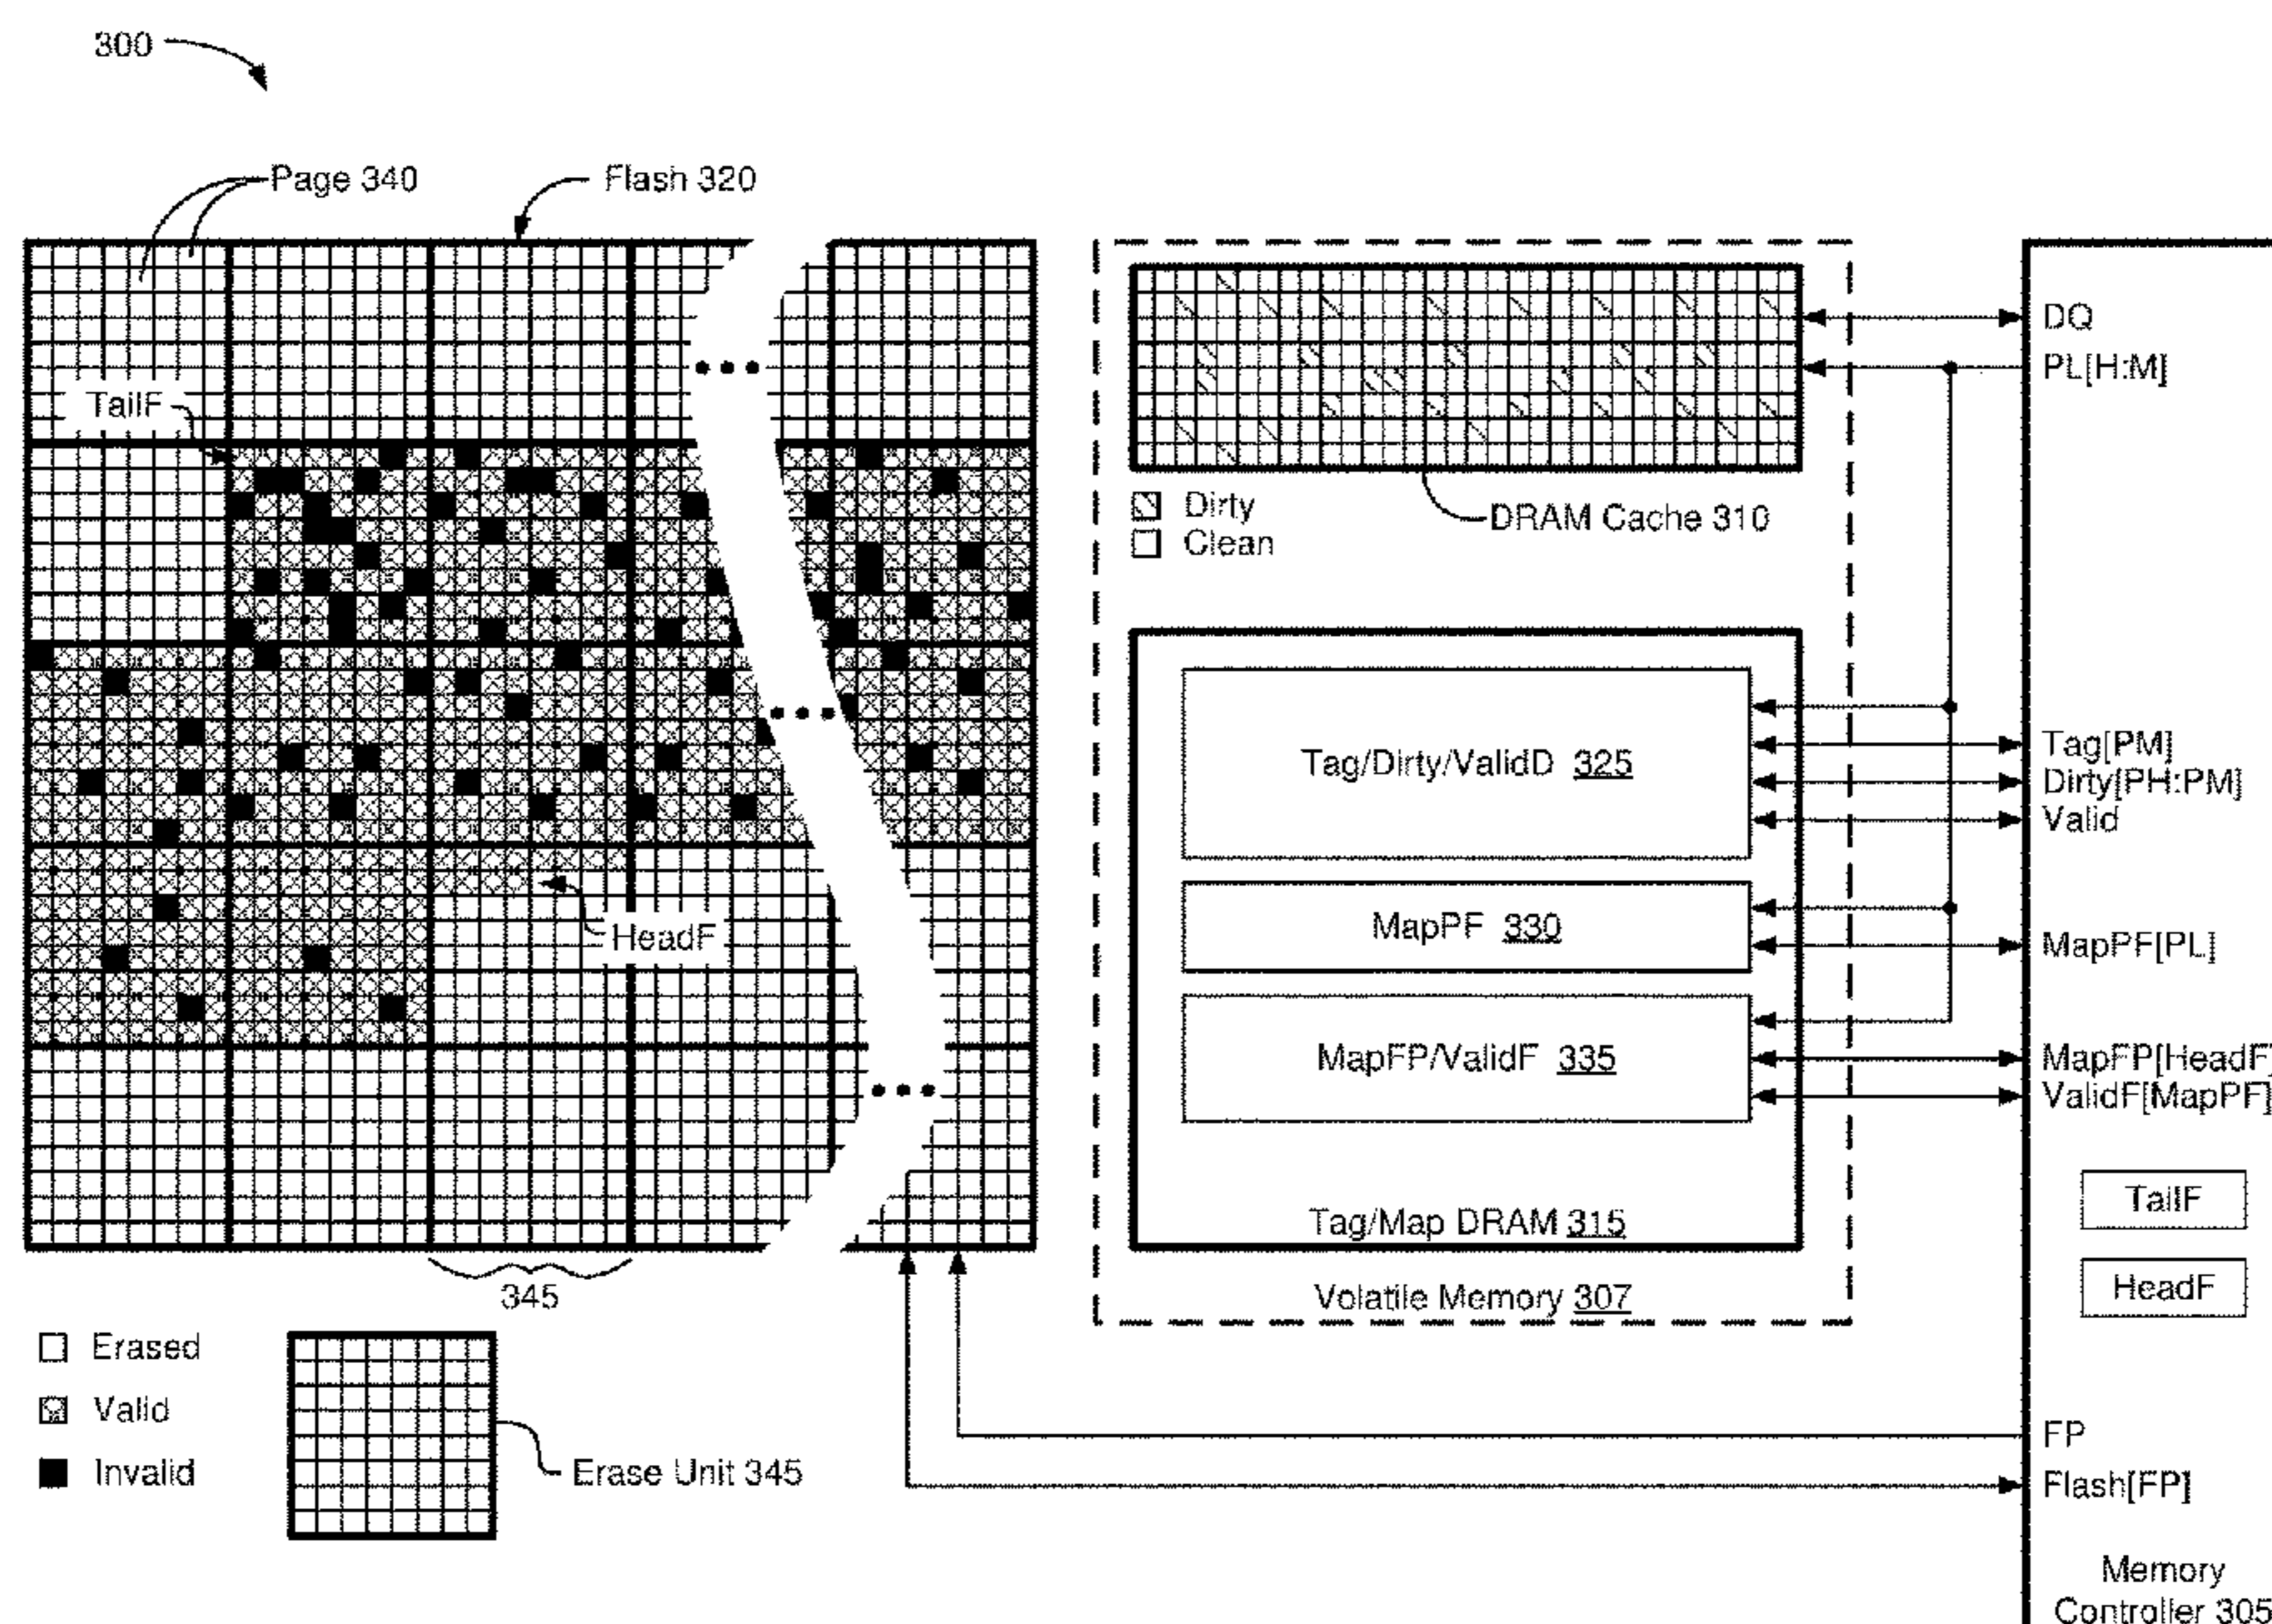 300
Page 340
Flash 320
TailF
HeadF
345
Erased
Valid
Invalid
Erase Unit 345
Dirty
Clean
DRAM Cache 310
Tag/Dirty/ValidD 325
MapPF 330
MapFP/ValidF 335
Tag/Map DRAM 315
Volatile Memory 307
DQ
PL[H:M]
Tag[PM]
Dirty[PH:PM]
Valid
MapPF[PL]
MapFP[HeadF]
ValidF[MapPF]
TailF
HeadF
FP
Flash[FP]
Memory
Controller 305